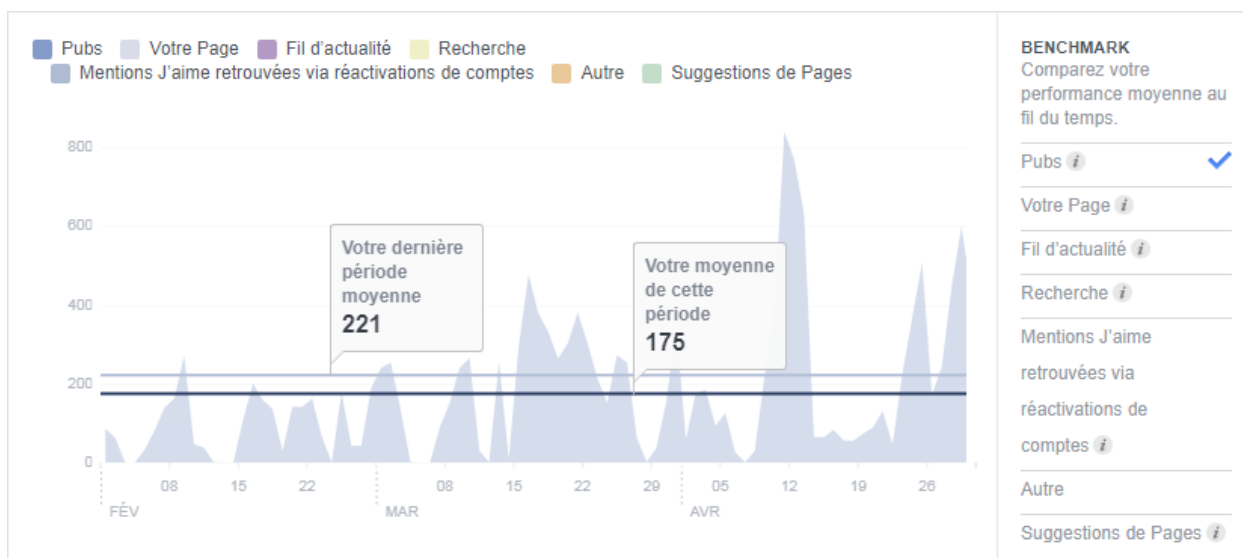 Pubs Votre Page Fil d'actualité Recherche
Mentions J'aime retrouvées via réactivations de comptes Autre Suggestions de Pages
800
600
400
200
0
Votre dernière
période
moyenne
221
Votre moyenne
de cette
période
175
08 15 22 08 15 22 29 05 12 19 26
FÉV MAR AVR
BENCHMARK
Comparez votre
performance moyenne au
fil du temps.
Pubs i
Votre Page i
Fil d'actualité i
Recherche i
Mentions J'aime
retrouvées via
réactivations de
comptes i
Autre
Suggestions de Pages i